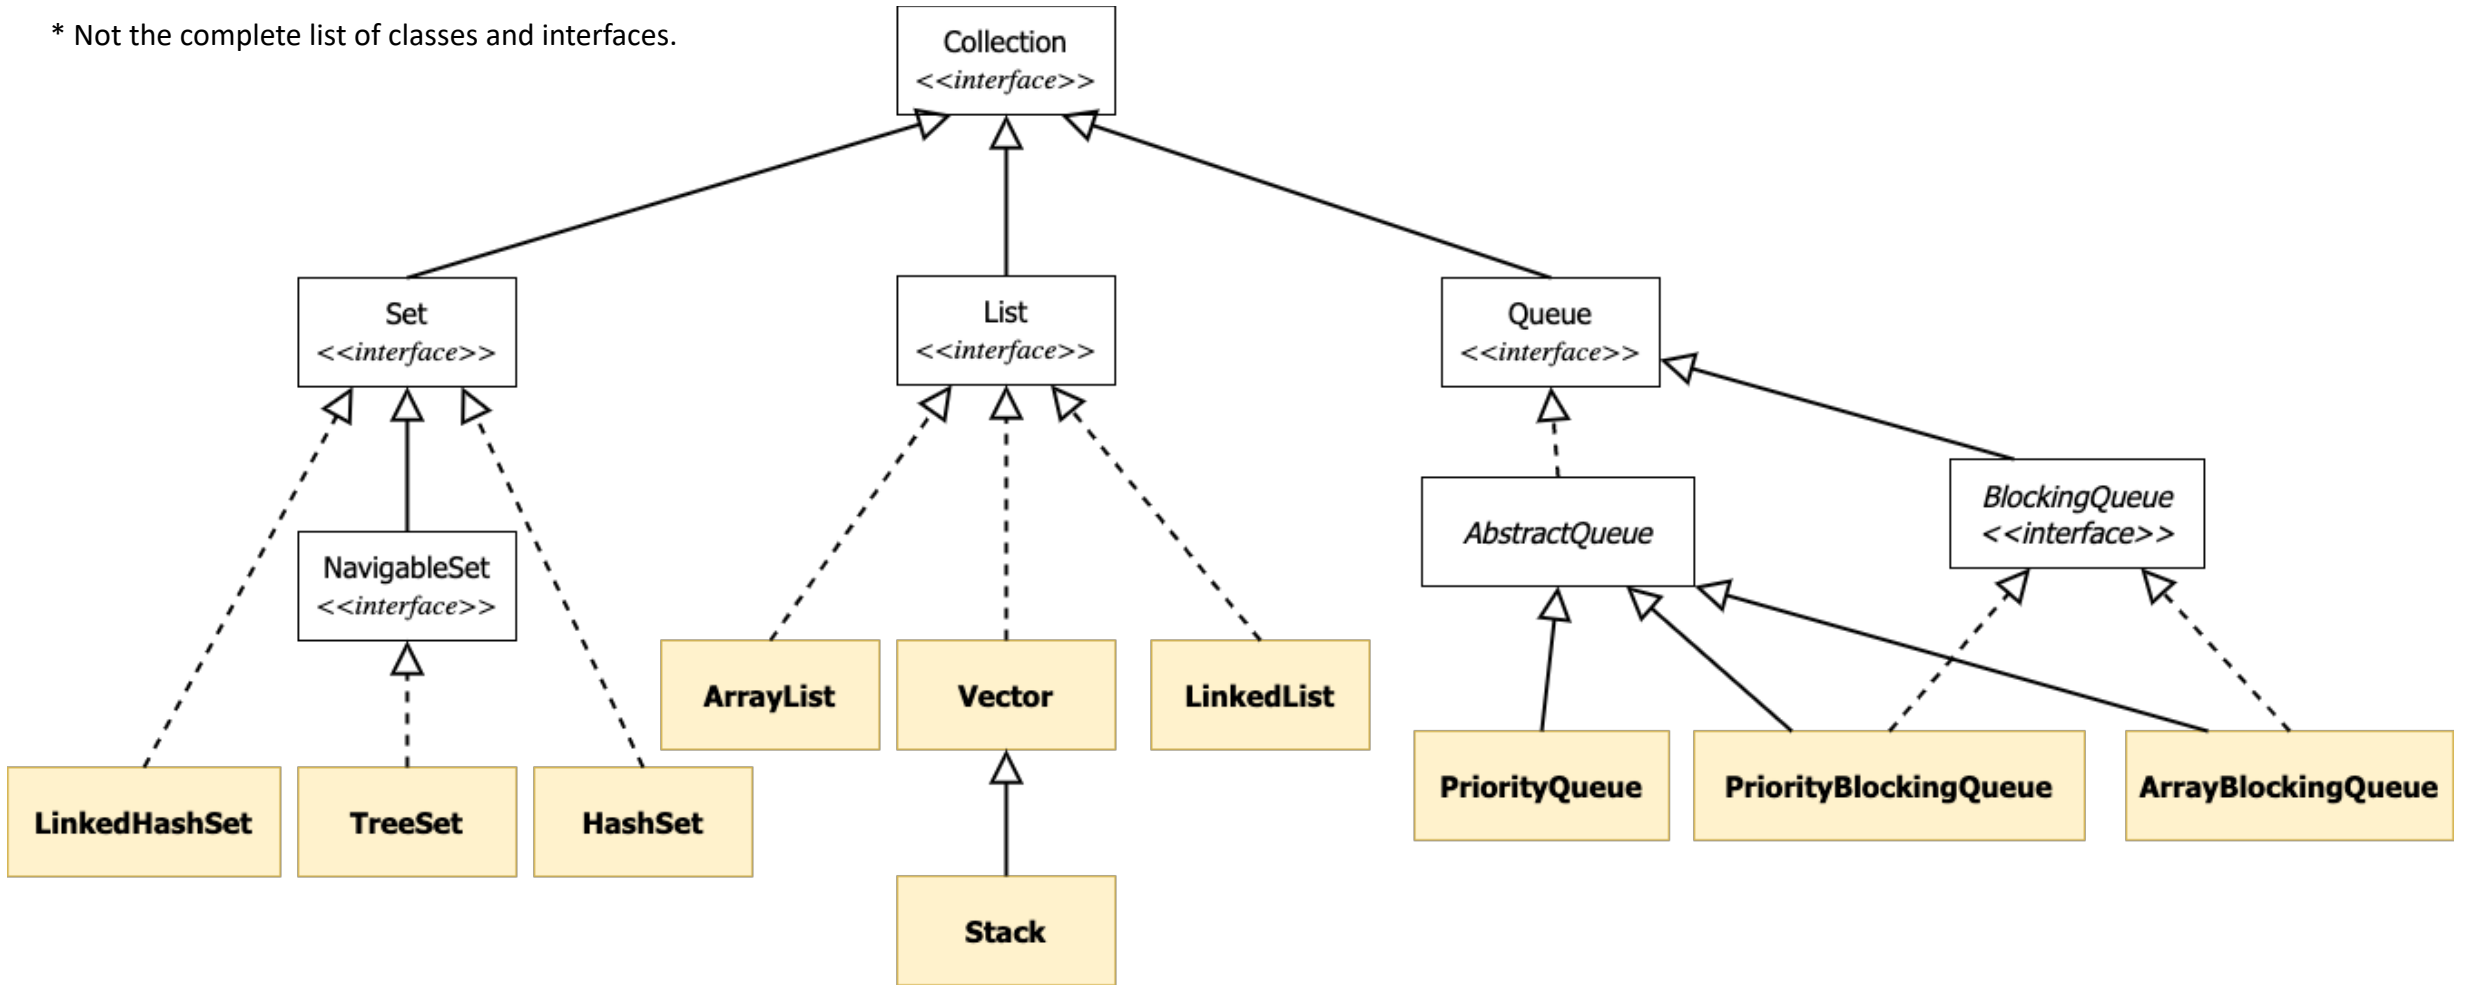 * Not the complete list of classes and interfaces.
Collection
<<interface>>
Set
<<interface>>
List
<<interface>>
Queue
<<interface>>
AbstractQueue
BlockingQueue
<<interface>>
NavigableSet
<<interface>>
ArrayList
Vector
LinkedList
PriorityQueue
PriorityBlockingQueue
ArrayBlockingQueue
LinkedHashSet
TreeSet
HashSet
Stack